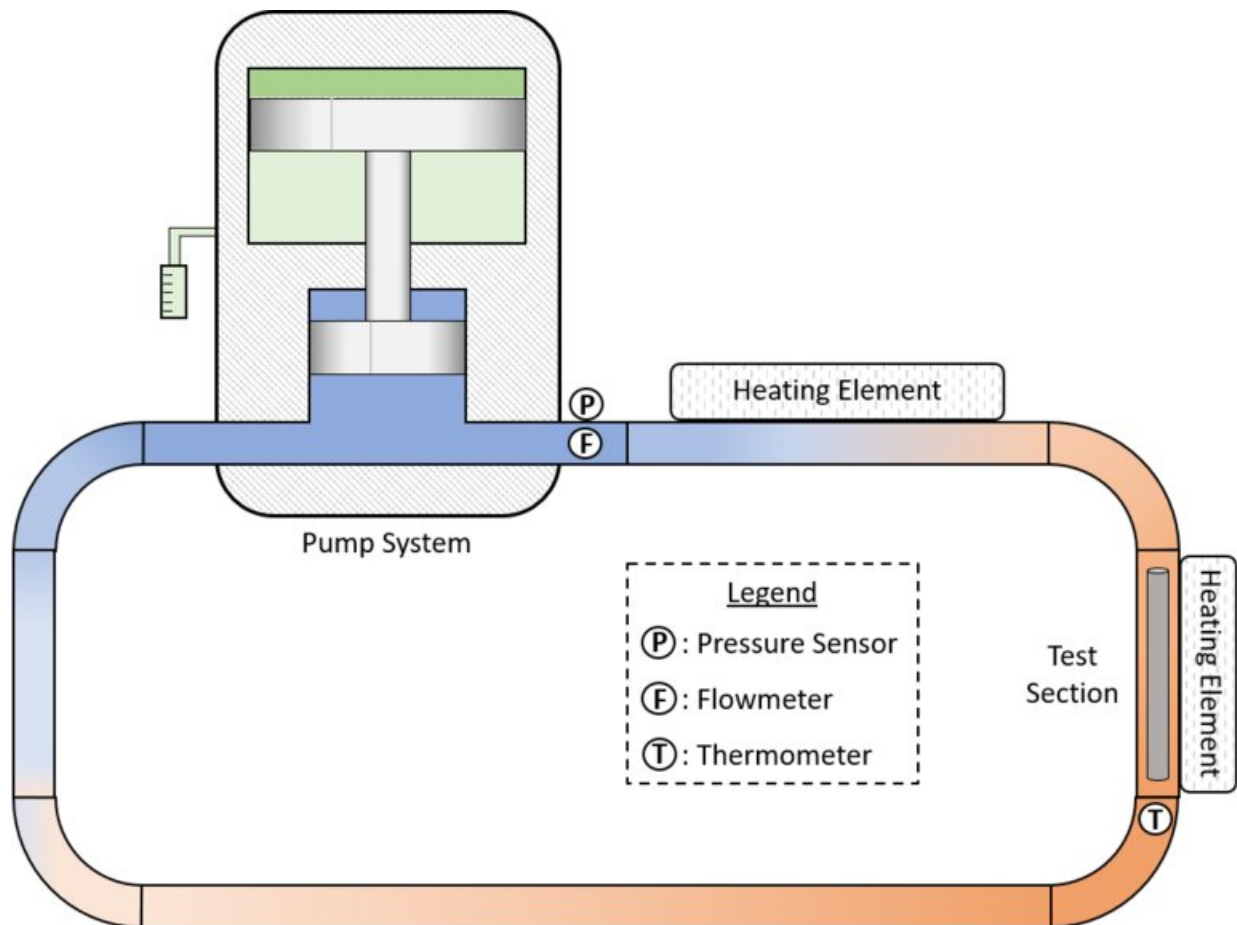 P
Heating Element
F
Pump System
Legend
P : Pressure Sensor
F : Flowmeter
T : Thermometer
Test
Section
Heating Element
T